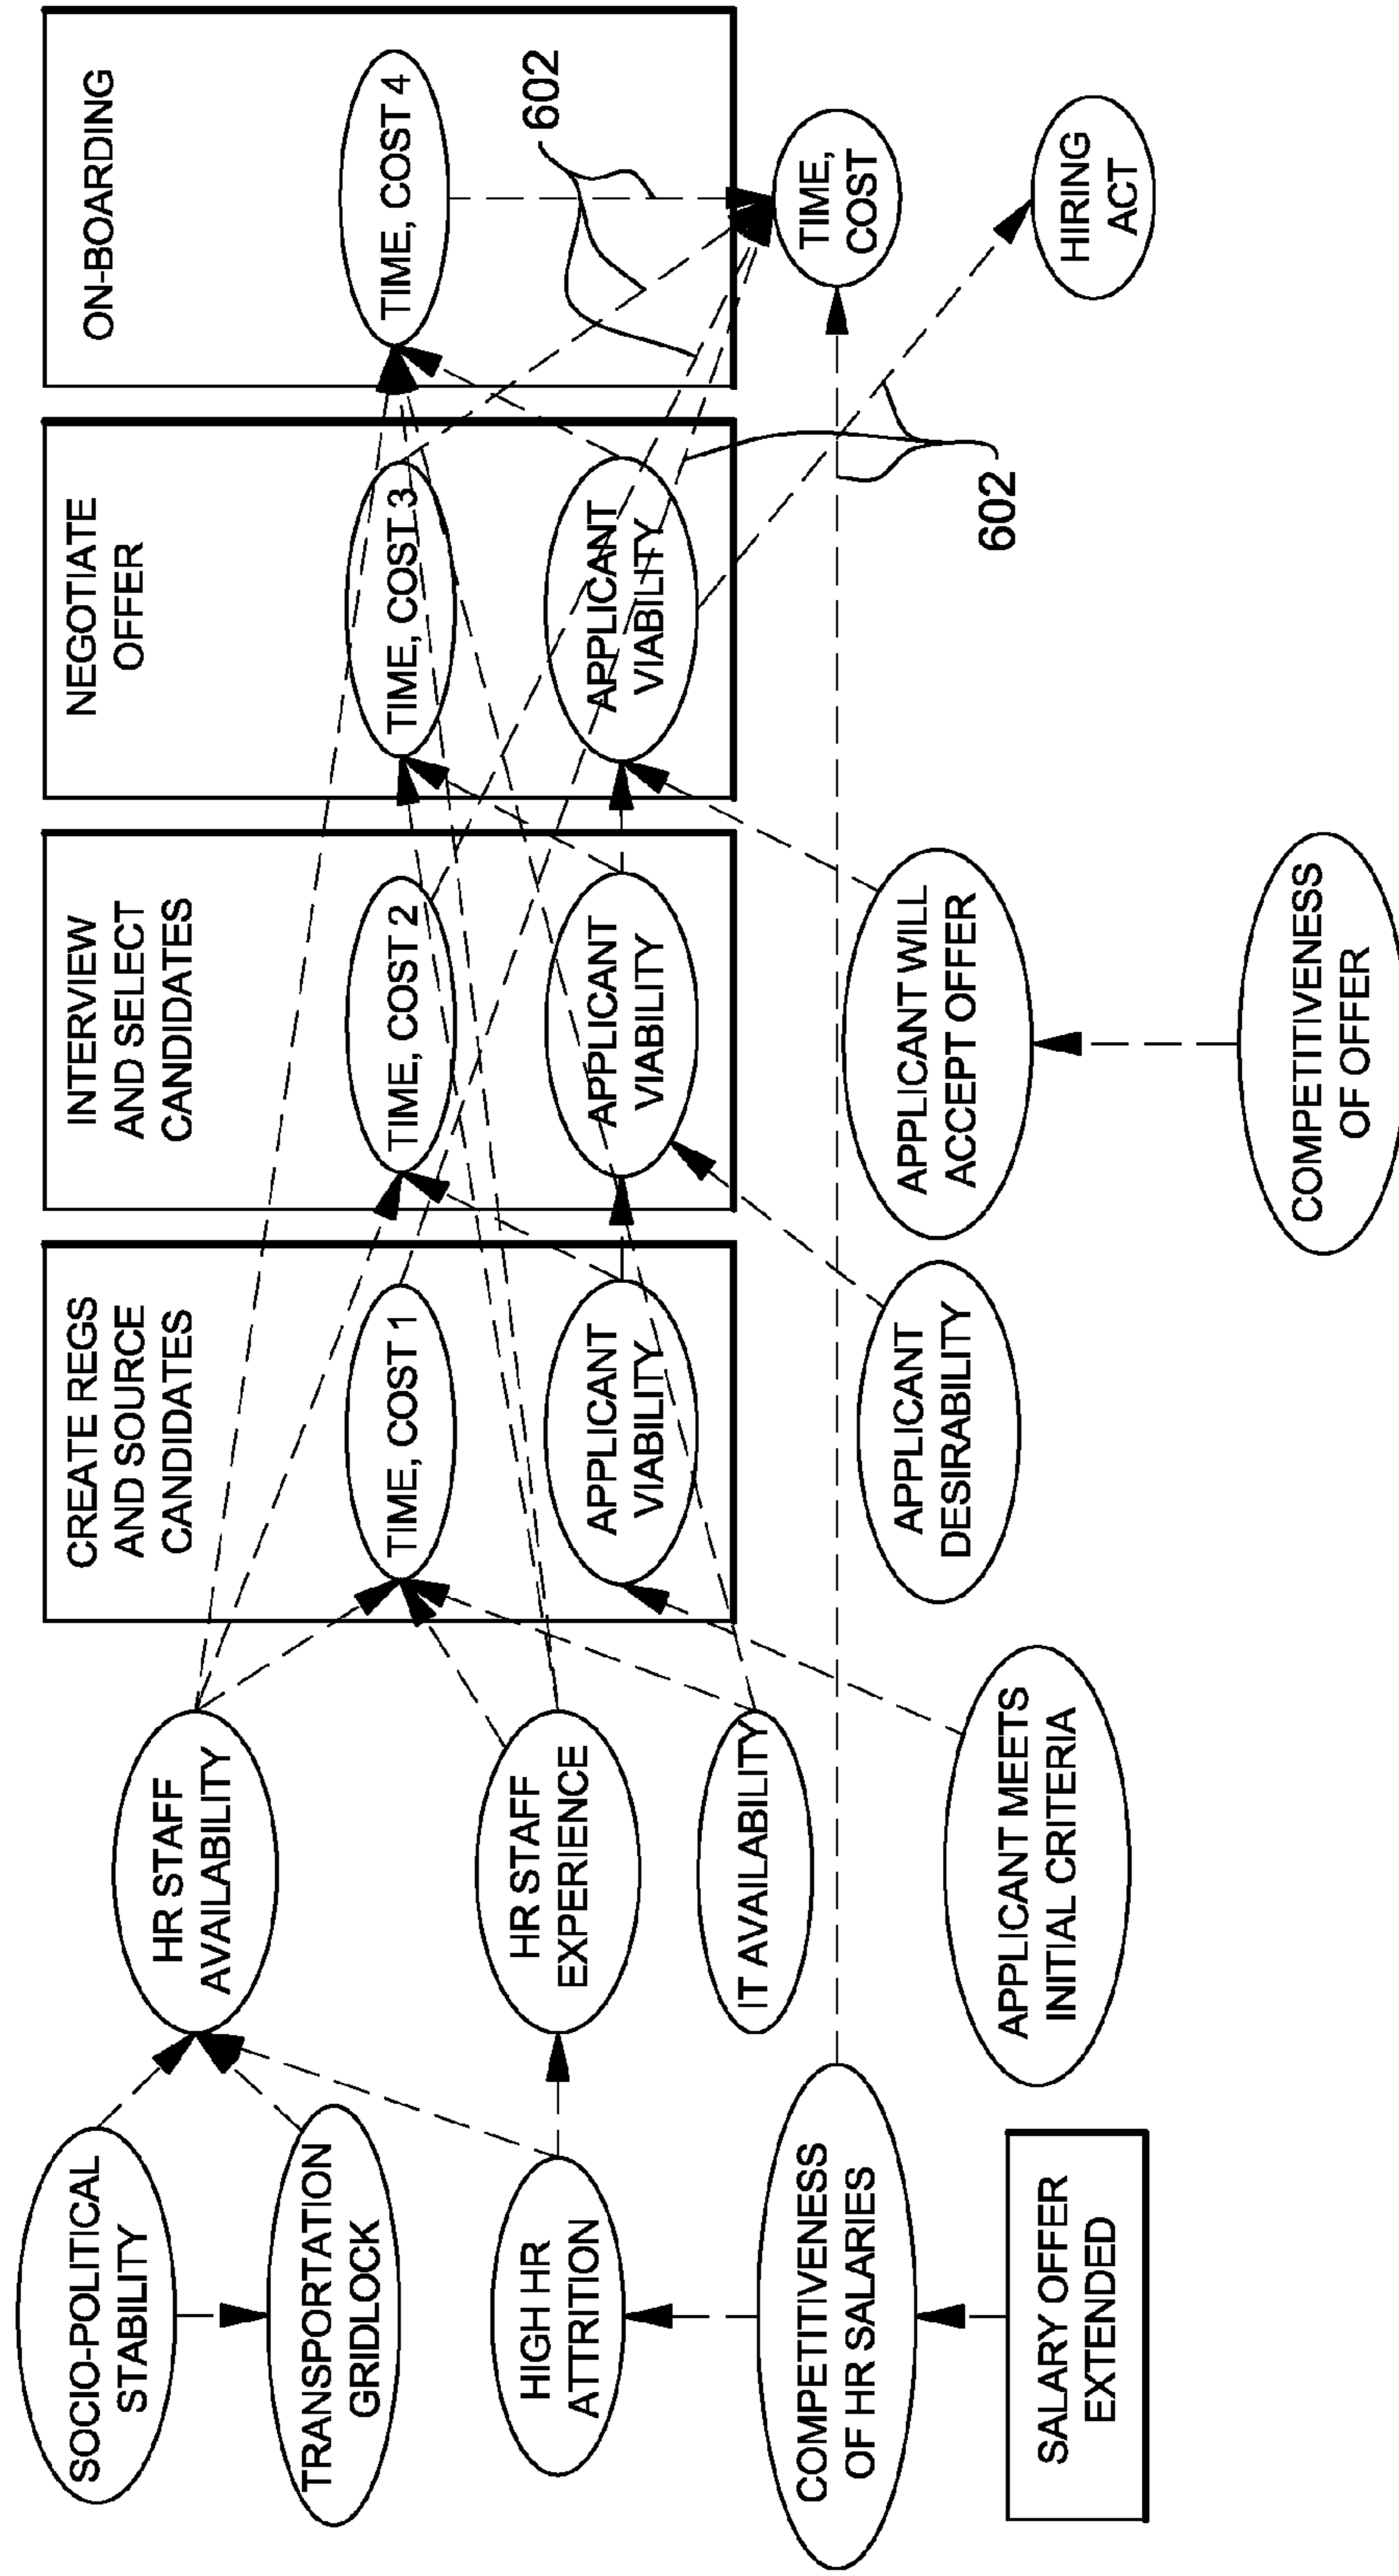 CREATE REGS
AND SOURCE
CANDIDATES
INTERVIEW
AND SELECT
CANDIDATES
NEGOTIATE
OFFER
ON-BOARDING
SOCIO-POLITICAL
STABILITY
HR STAFF
AVAILABILITY
TRANSPORTATION
GRIDLOCK
TIME, COST 1
TIME, COST 2
TIME, COST 3
TIME, COST 4
602
HIGH HR
ATTRITION
HR STAFF
EXPERIENCE
APPLICANT
VIABILITY
APPLICANT
VIABILITY
APPLICANT
VIABILITY
IT AVAILABILITY
TIME,
COST
COMPETITIVENESS
OF HR SALARIES
APPLICANT
DESIRABILITY
APPLICANT WILL
ACCEPT OFFER
602
SALARY OFFER
EXTENDED
APPLICANT MEETS
INITIAL CRITERIA
HIRING
ACT
COMPETITIVENESS
OF OFFER